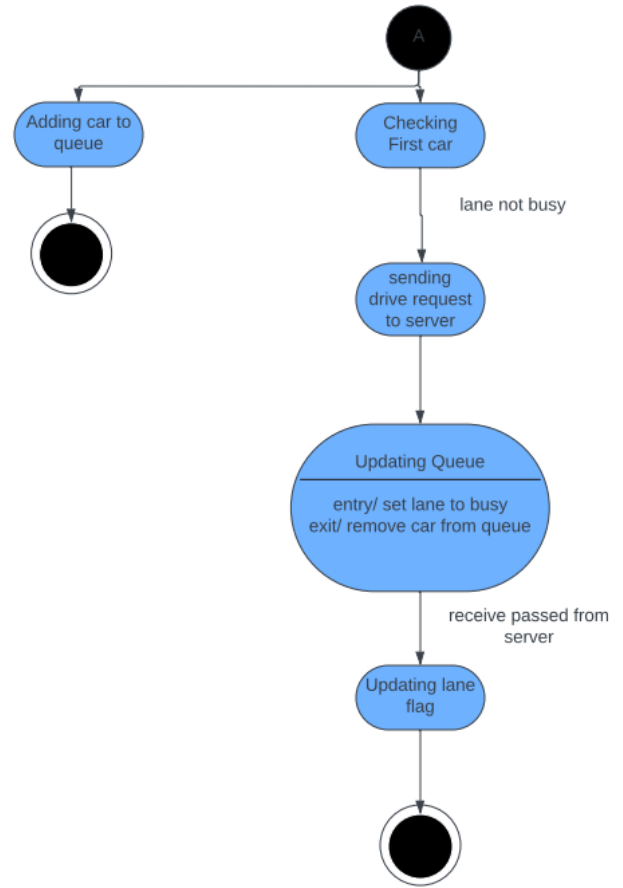 A
Adding car to
queue
Checking
First car
lane not busy
sending
drive request
to server
Updating Queue
entry/ set lane to busy
exit/ remove car from queue
receive passed from
server
Updating lane
flag